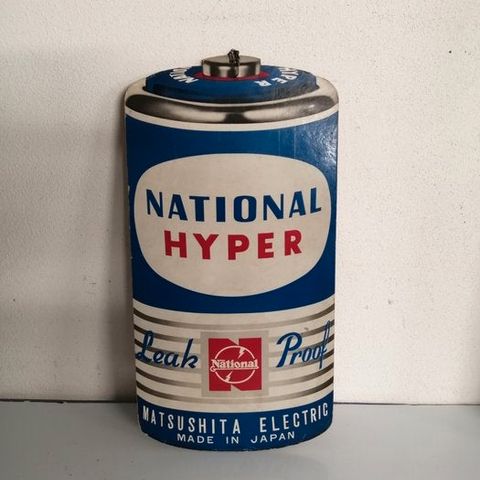 NATIONAL
HYPER
Leak Proof
National
MATSUSHITA ELECTRIC
MADE IN JAPAN